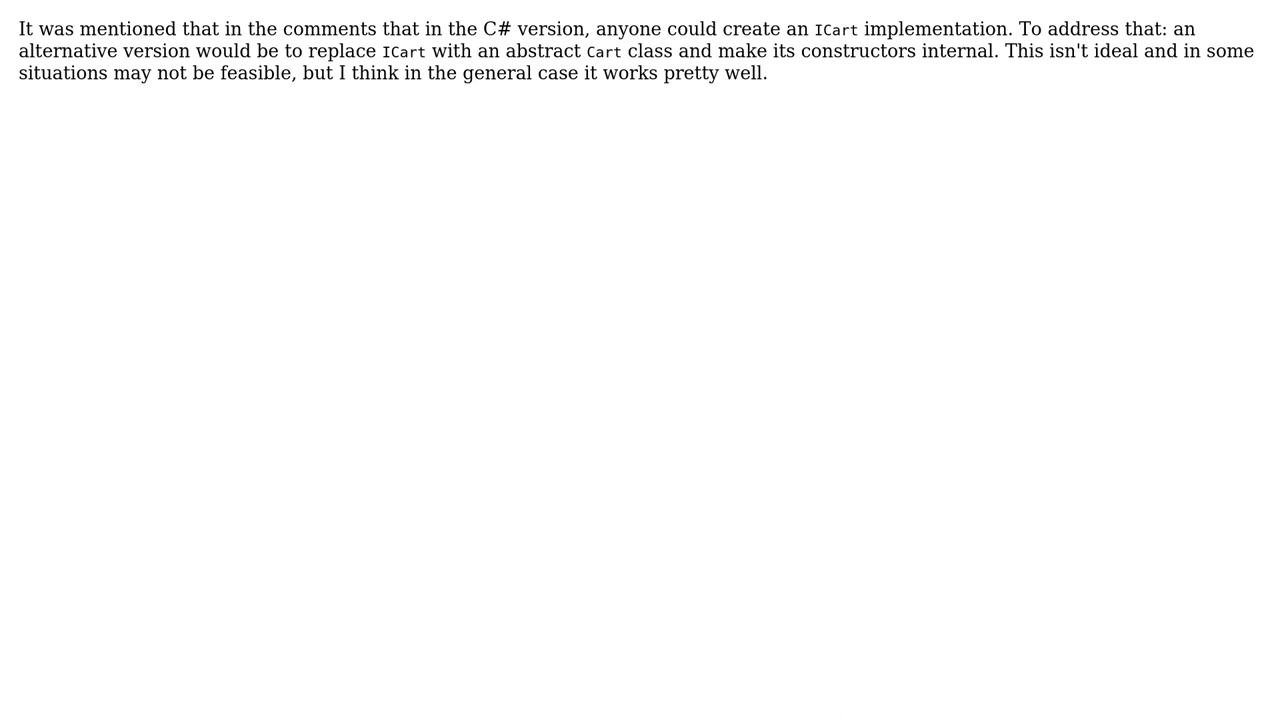 It was mentioned that in the comments that in the C# version, anyone could create an ICart implementation. To address that: an
alternative version would be to replace ICart with an abstract Cart class and make its constructors internal. This isn't ideal and in some
situations may not be feasible, but I think in the general case it works pretty well.